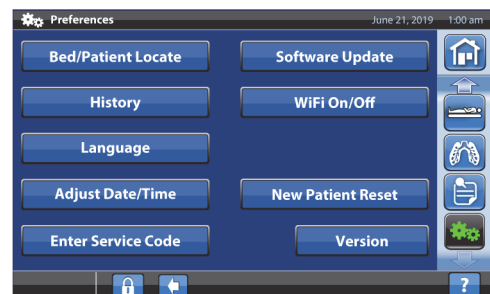 Preferences June 21, 2019 1:00 am
Bed/Patient Locate Software Update
History WiFi On/Off
Language
Adjust Date/Time New Patient Reset
Enter Service Code Version
?